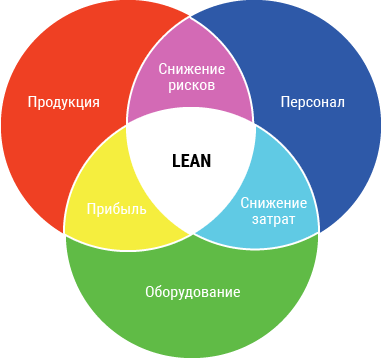 Снижение
рисков
Продукция
Персонал
LEAN
Прибыль
Снижение
затрат
Оборудование